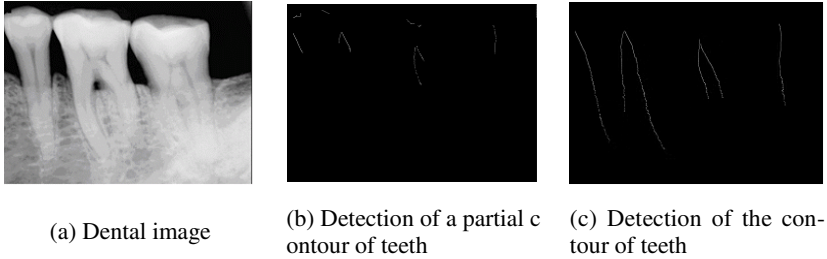 (a) Dental image
(b) Detection of a partial c
ontour of teeth
(c) Detection of the con-
tour of teeth